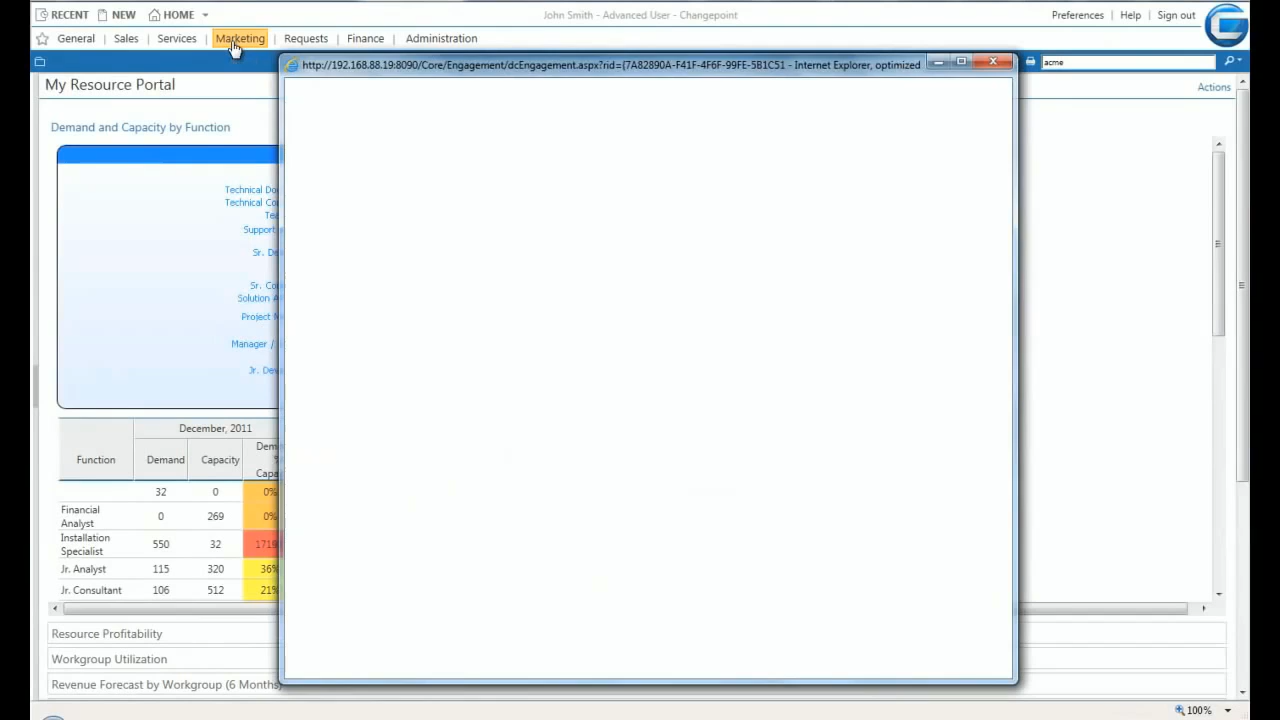 RECENT NEW HOME John Smith - Advanced User - Changepoint Preferences | Help | Sign out
General | Sales | Services | Marketing | Requests | Finance | Administration
http://192.168.88.19:8090/Core/Engagement/dcEngagement.aspx?rid={7A82890A-F41F-4F6F-99FE-5B1C51 - Internet Explorer, optimized
acme
My Resource Portal
Actions
Demand and Capacity by Function
Technical Do
Technical Co
Tea
Support
Sr. De
Sr. Co
Solution A
Project M
Manager /
Jr. Dev
December, 2011
Function Demand Capacity Dem
%
Capa
32 0 0%
Financial
Analyst 0 269 0%
Installation
Specialist 550 32 1719
Jr. Analyst 115 320 36%
Jr. Consultant 106 512 21%
Resource Profitability
Workgroup Utilization
Revenue Forecast by Workgroup (6 Months)
100%